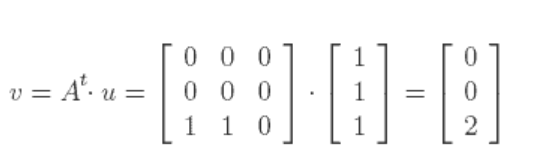 v = A^t · u = [ 0 0 0 ; 0 0 0 ; 1 1 0 ] · [ 1 ; 1 ; 1 ] = [ 0 ; 0 ; 2 ]